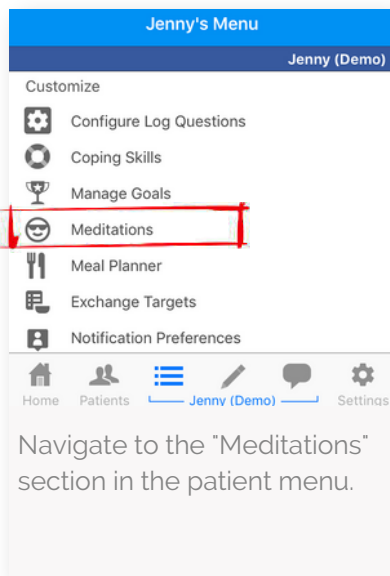 Jenny's Menu
Jenny (Demo)
Customize
Configure Log Questions
Coping Skills
Manage Goals
Meditations
Meal Planner
Exchange Targets
Notification Preferences
Home Patients Jenny (Demo) Settings
Navigate to the "Meditations"
section in the patient menu.